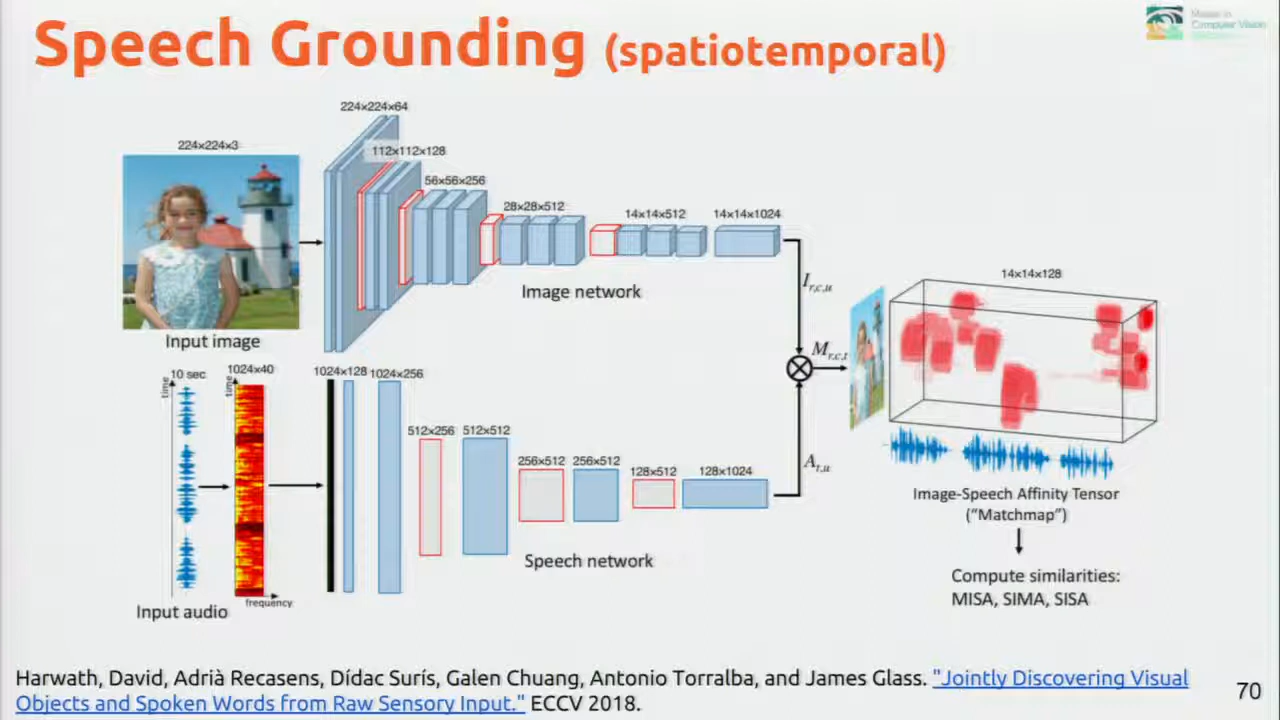 Speech Grounding (spatiotemporal)
Master in
Computer Vision
224×224×3
224×224×64
112×112×128
56×56×256
28×28×512
14×14×512
14×14×1024
Input image
Image network
I r,c,u
14×14×128
M r,c,t
10 sec
time
1024×40
time
frequency
Input audio
1024×128
1024×256
512×256
512×512
256×512
256×512
128×512
128×1024
A t,u
Speech network
Image-Speech Affinity Tensor
("Matchmap")
Compute similarities:
MISA, SIMA, SISA
Harwath, David, Adrià Recasens, Dídac Surís, Galen Chuang, Antonio Torralba, and James Glass. "Jointly Discovering Visual
Objects and Spoken Words from Raw Sensory Input." ECCV 2018.
70